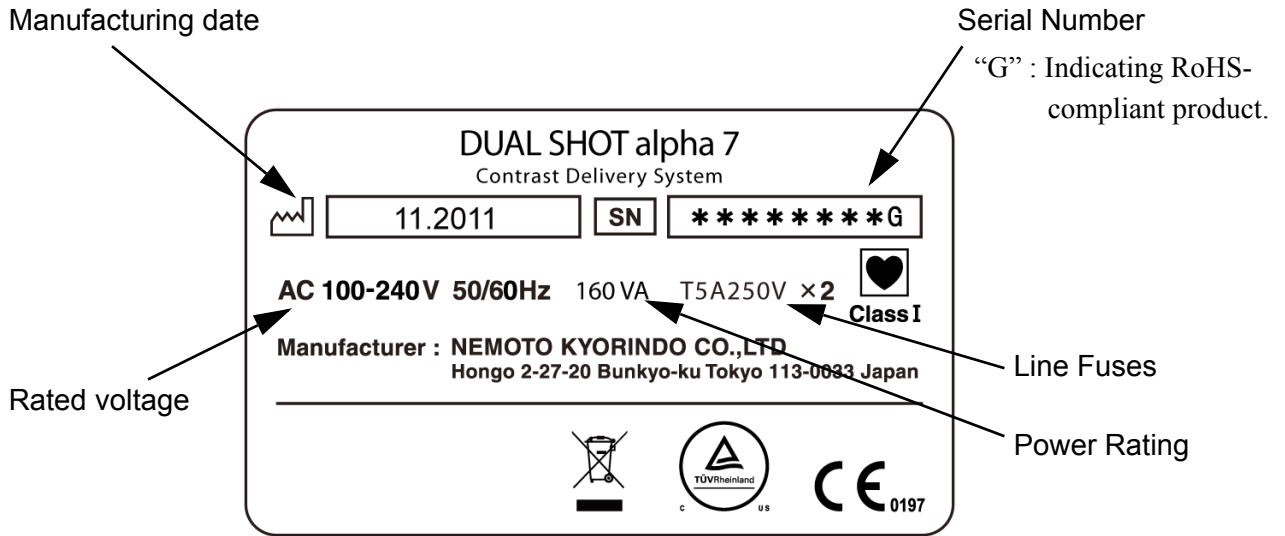 Manufacturing date
Serial Number
“G” : Indicating RoHS-
compliant product.
DUAL SHOT alpha 7
Contrast Delivery System
11.2011
SN
********G
AC 100-240V 50/60Hz 160 VA T5A250V ×2
Class I
Manufacturer : NEMOTO KYORINDO CO.,LTD
Hongo 2-27-20 Bunkyo-ku Tokyo 113-0033 Japan
Line Fuses
Rated voltage
Power Rating
TÜVRheinland
C US
CE 0197